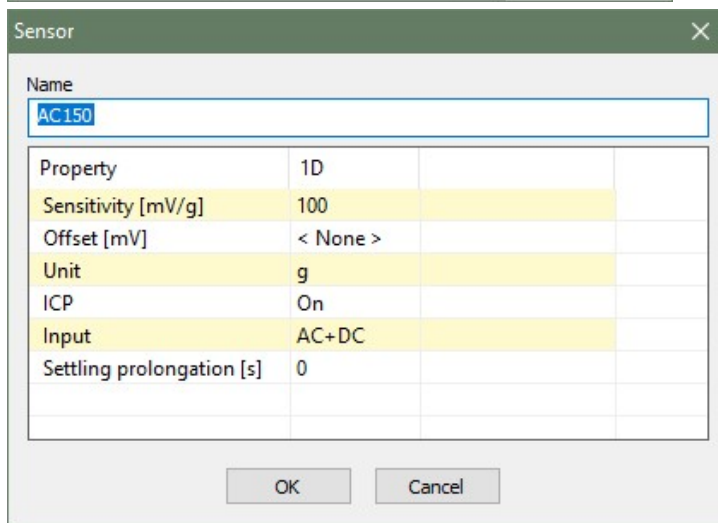 Sensor
Name
AC150
Property 1D
Sensitivity [mV/g] 100
Offset [mV] < None >
Unit g
ICP On
Input AC+DC
Settling prolongation [s] 0
OK Cancel